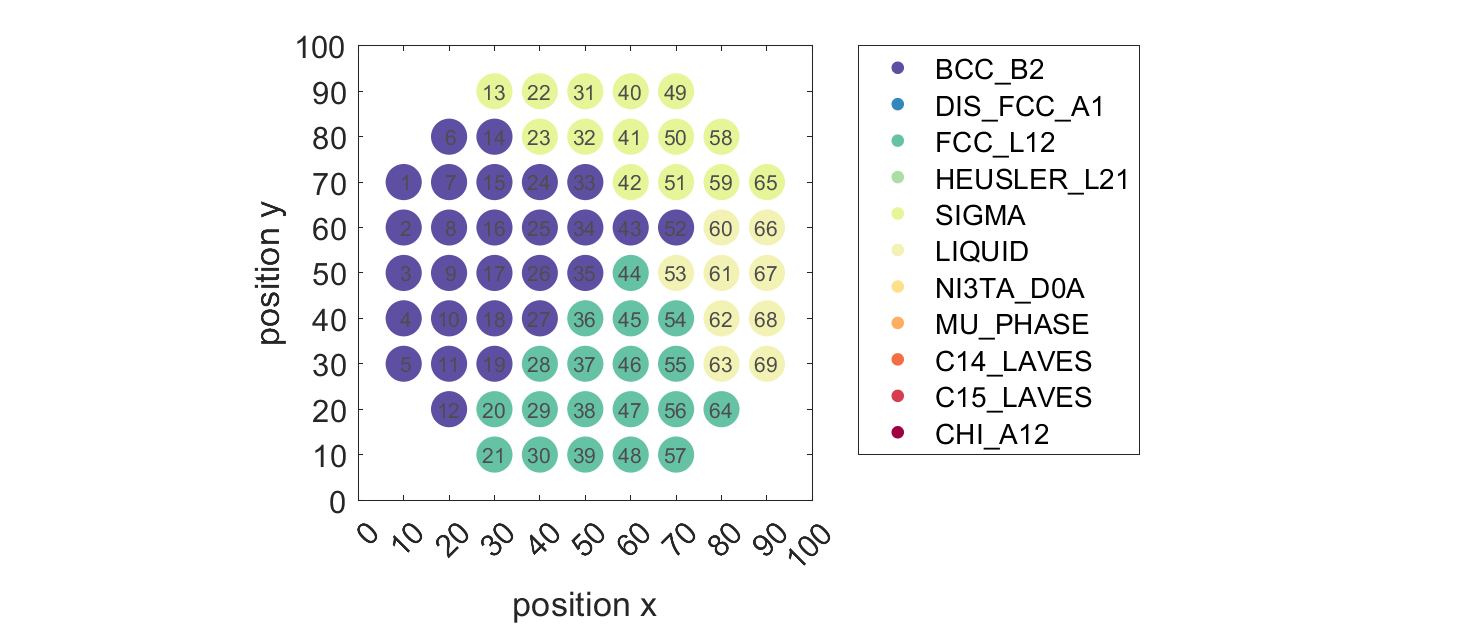 100
90
80
70
60
50
40
30
20
10
0
position y
13 22 31 40 49
6 14 23 32 41 50 58
1 7 15 24 33 42 51 59 65
2 8 16 25 34 43 52 60 66
3 9 17 26 35 44 53 61 67
4 10 18 27 36 45 54 62 68
5 11 19 28 37 46 55 63 69
12 20 29 38 47 56 64
21 30 39 48 57
0 10 20 30 40 50 60 70 80 90 100
position x
BCC_B2
DIS_FCC_A1
FCC_L12
HEUSLER_L21
SIGMA
LIQUID
NI3TA_D0A
MU_PHASE
C14_LAVES
C15_LAVES
CHI_A12